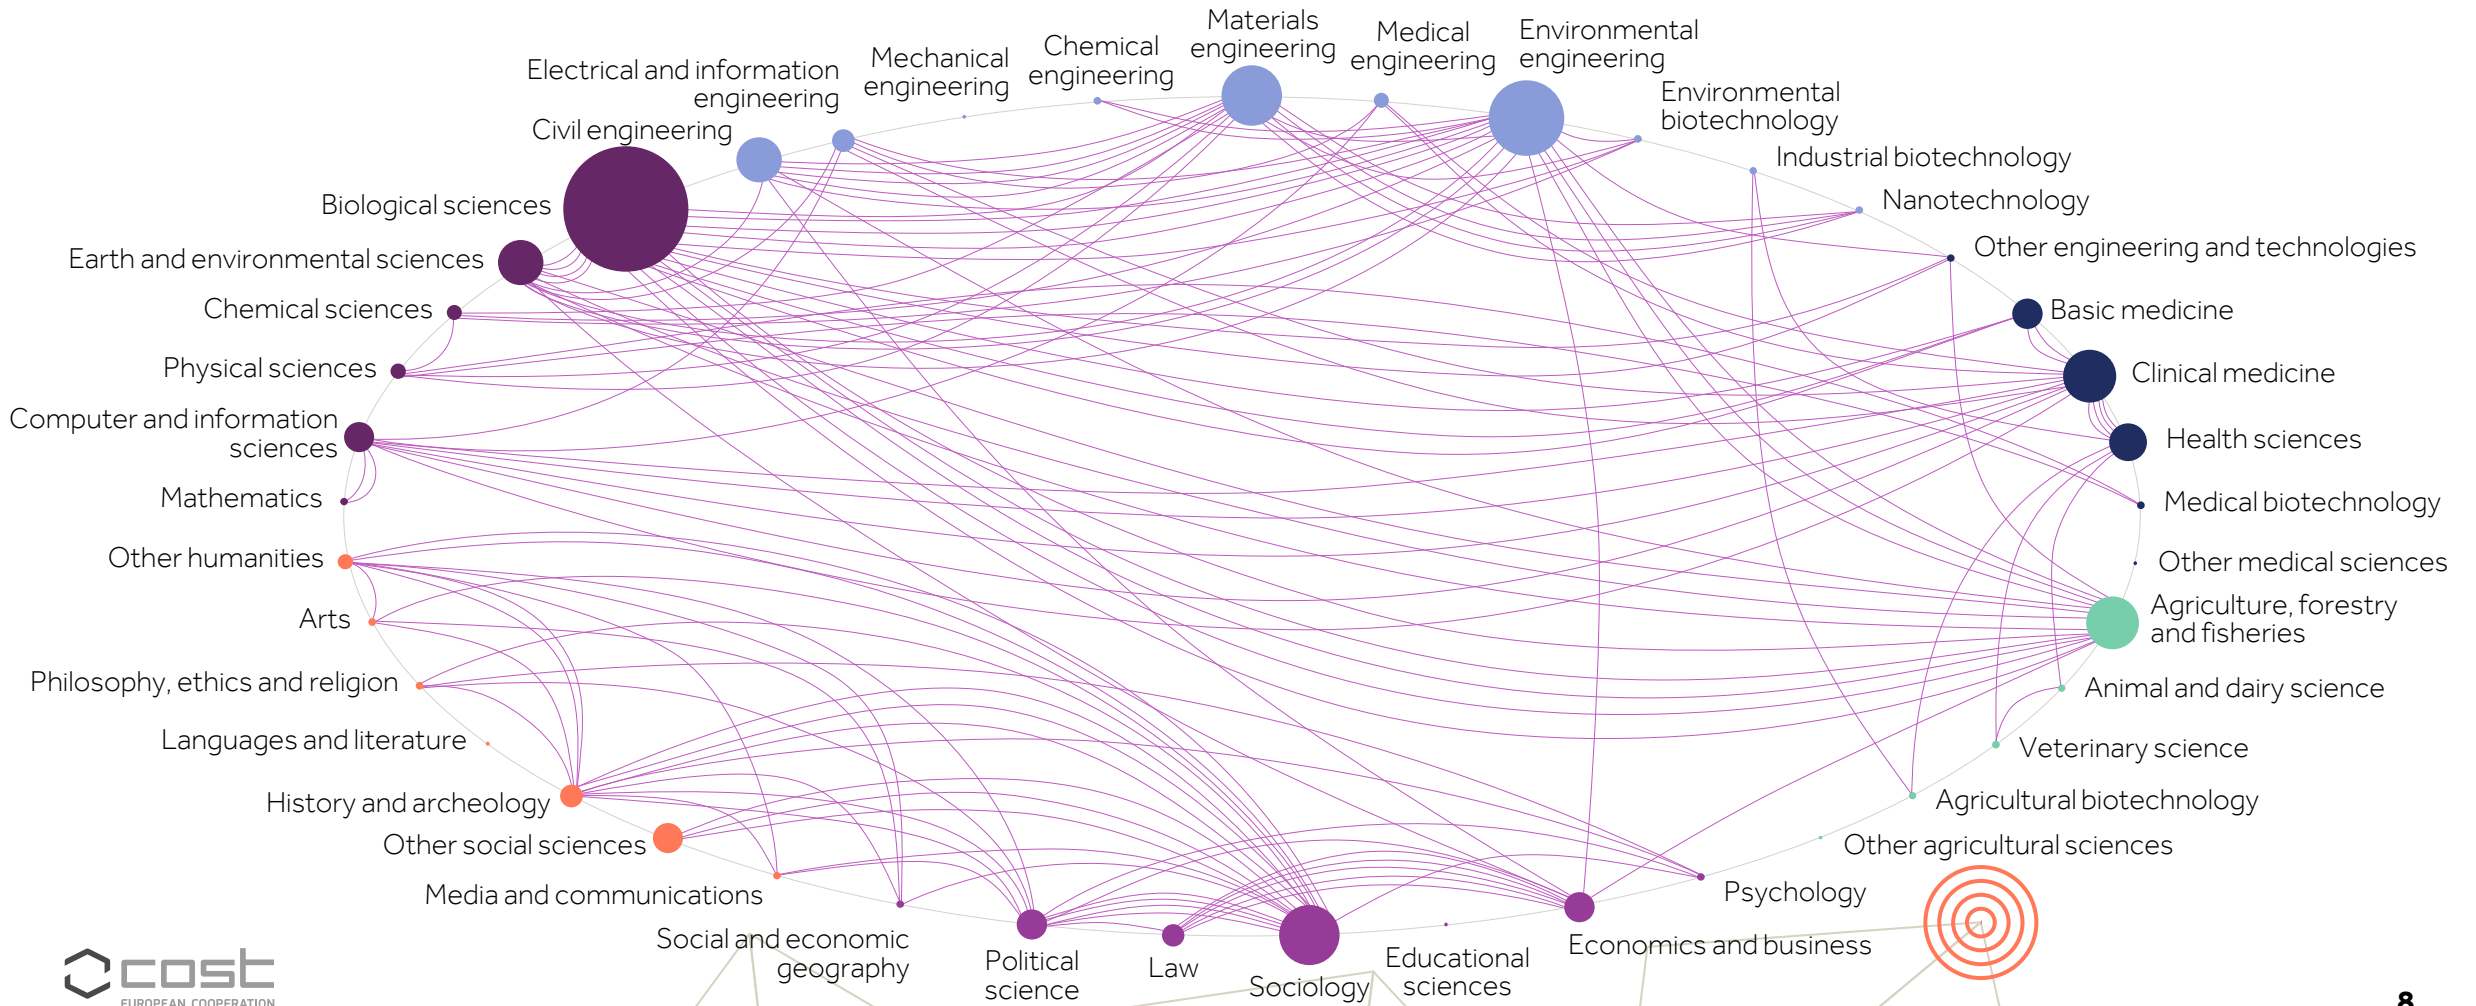 Materials
engineering
Medical
engineering
Environmental
engineering
Chemical
engineering
Mechanical
engineering
Electrical and information
engineering
Environmental
biotechnology
Civil engineering
Industrial biotechnology
Biological sciences
Nanotechnology
Earth and environmental sciences
Other engineering and technologies
Chemical sciences
Basic medicine
Physical sciences
Clinical medicine
Computer and information
sciences
Health sciences
Mathematics
Medical biotechnology
Other humanities
Other medical sciences
Arts
Agriculture, forestry
and fisheries
Philosophy, ethics and religion
Animal and dairy science
Languages and literature
Veterinary science
History and archeology
Agricultural biotechnology
Other social sciences
Other agricultural sciences
Media and communications
Psychology
Social and economic
geography
Political
science
Law
Sociology
Educational
sciences
Economics and business
cost
EUROPEAN COOPERATION
8